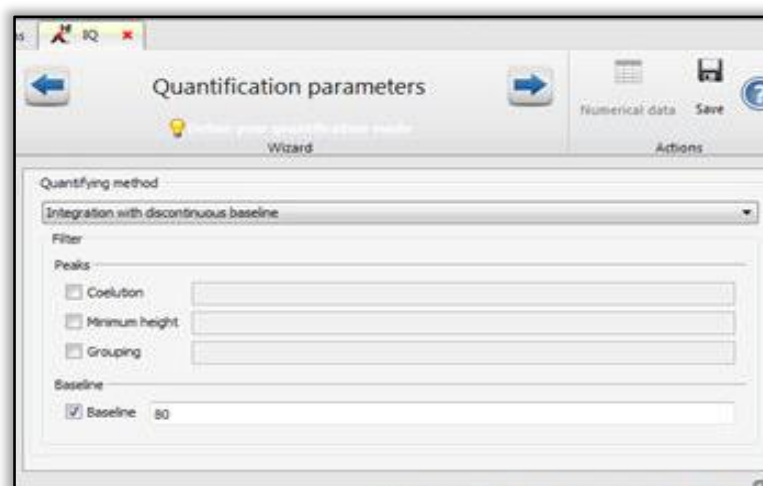 IQ
Quantification parameters
Wizard
Numerical data
Save
Actions
Quantifying method
Integration with discontinuous baseline
Filter
Peaks
Coelution
Minimum height
Grouping
Baseline
Baseline 80